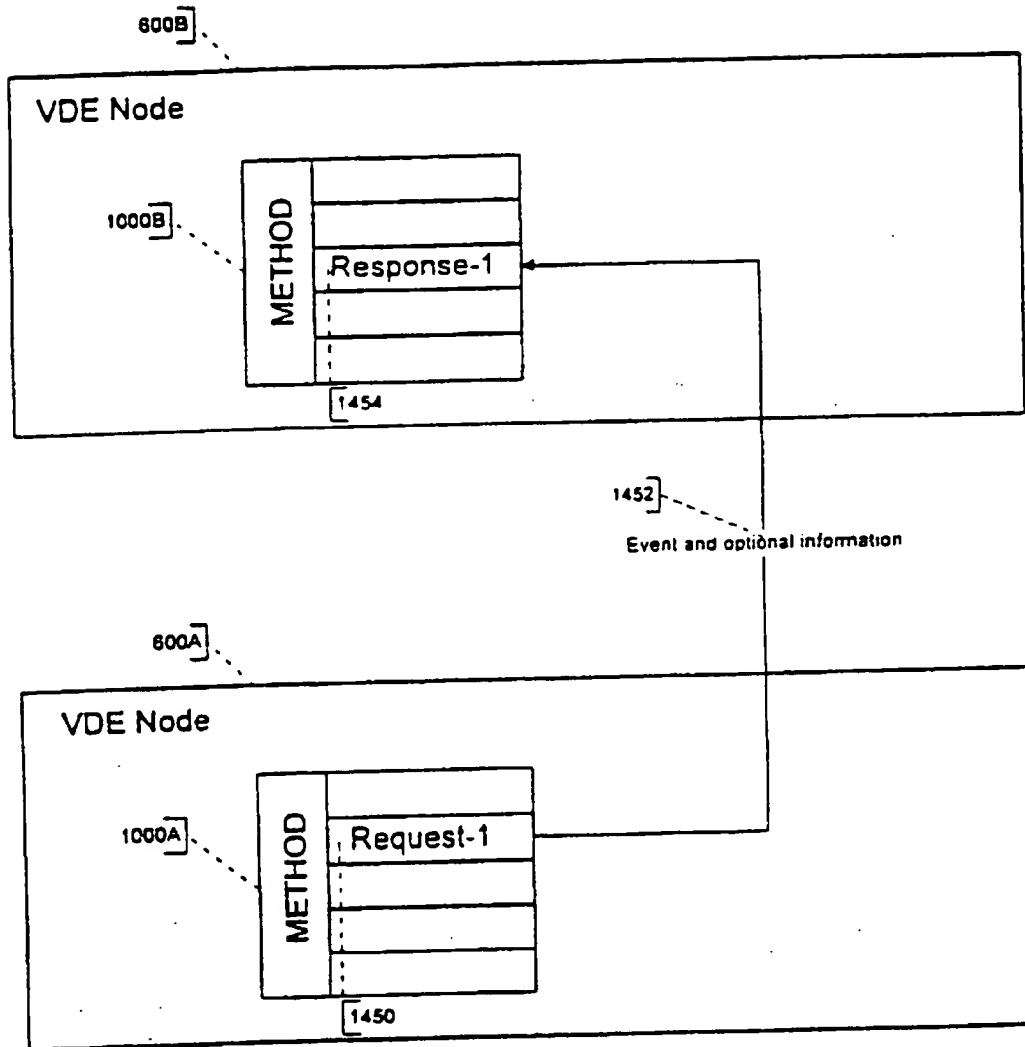 600B
VDE Node
1000B
METHOD
Response-1
1454
1452
Event and optional information
600A
VDE Node
1000A
METHOD
Request-1
1450